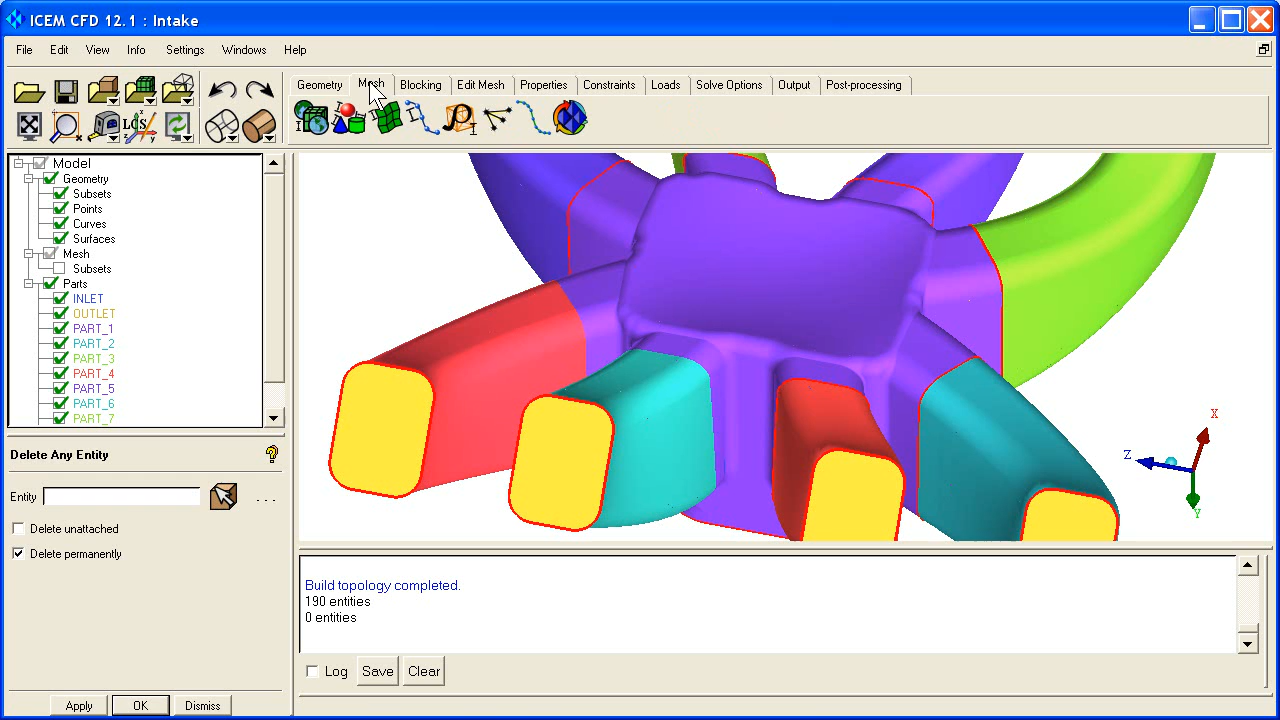 ICEM CFD 12.1 : Intake
File Edit View Info Settings Windows Help
Geometry Mesh Blocking Edit Mesh Properties Constraints Loads Solve Options Output Post-processing
Model
Geometry
Subsets
Points
Curves
Surfaces
Mesh
Subsets
Parts
INLET
OUTLET
PART_1
PART_2
PART_3
PART_4
PART_5
PART_6
PART_7
X
Z
Y
Delete Any Entity
Entity ...
Delete unattached
Delete permanently
Build topology completed.
190 entities
0 entities
Log Save Clear
Apply OK Dismiss